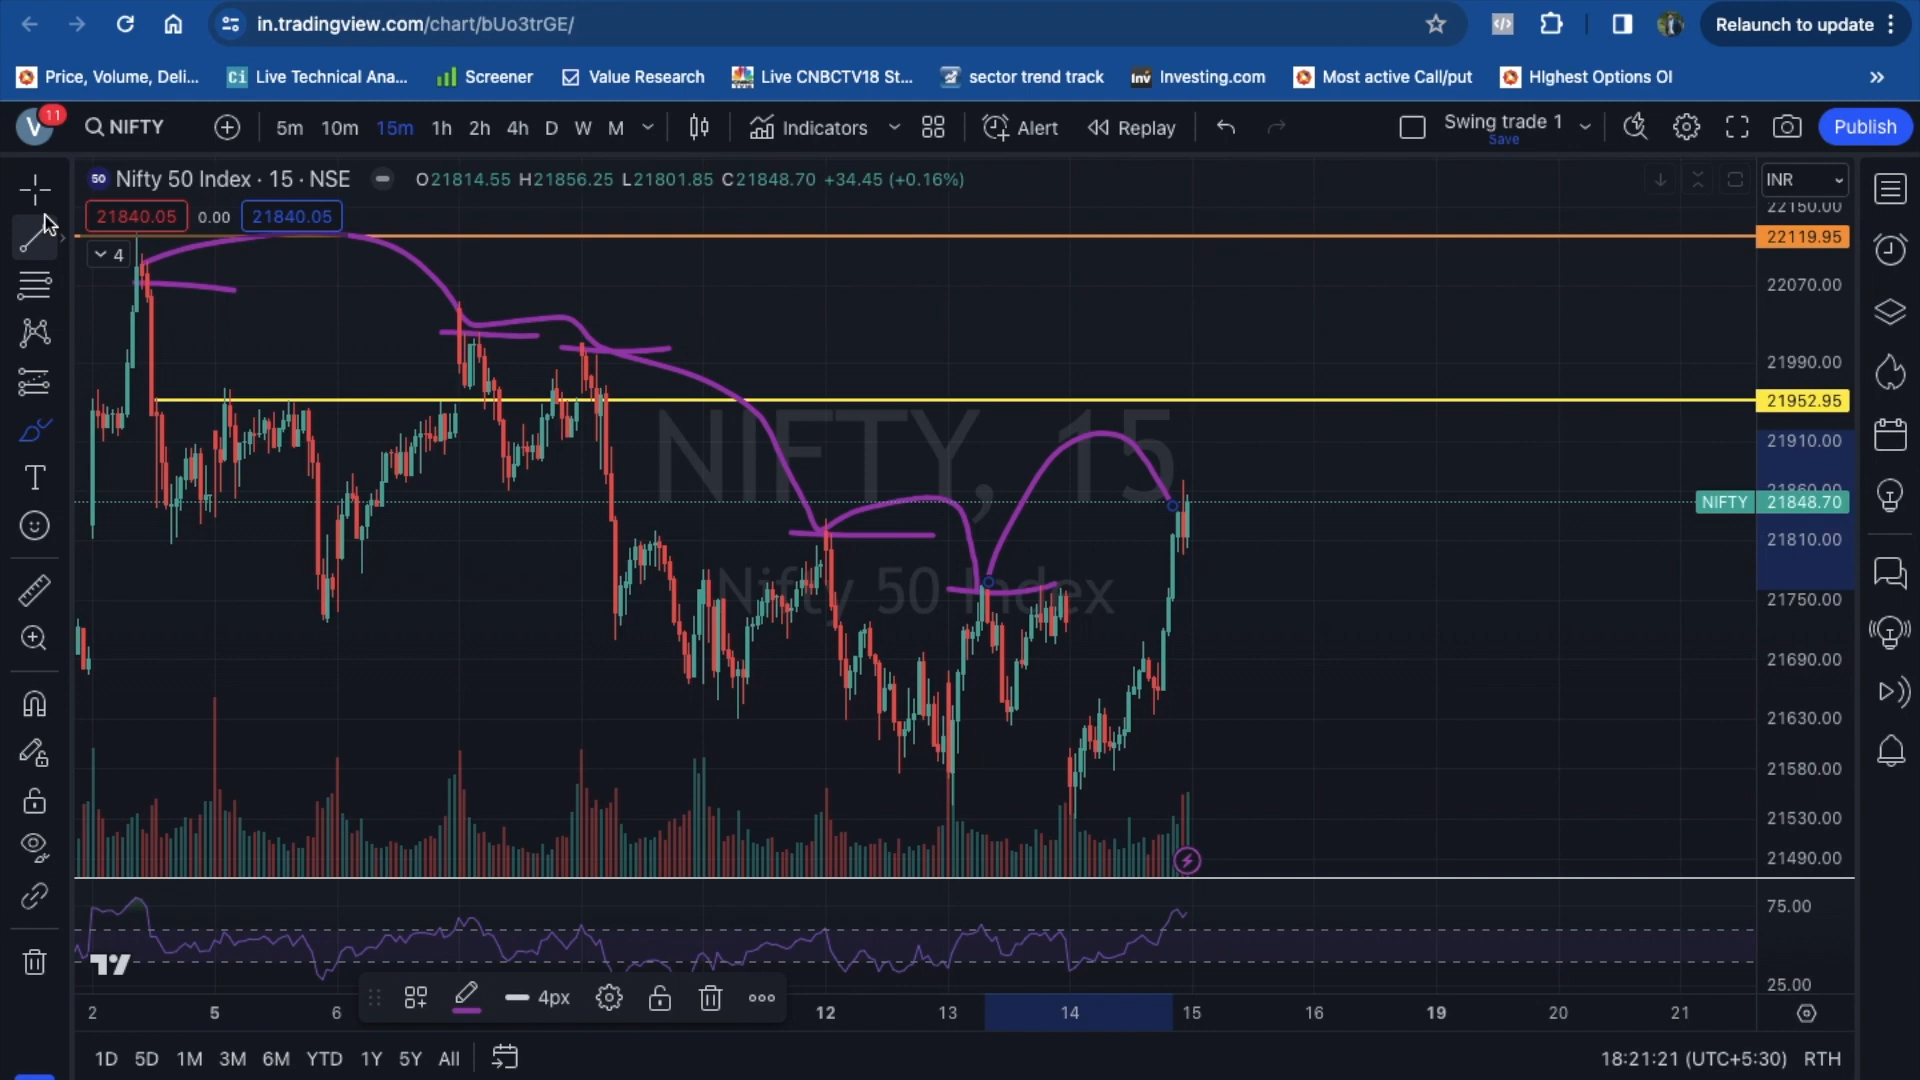 in.tradingview.com/chart/bUo3trGE/
Relaunch to update
Price, Volume, Deli...
Ci Live Technical Ana...
Screener
Value Research
Live CNBCTV18 St...
sector trend track
Inv Investing.com
Most active Call/put
HIghest Options OI
V 11
NIFTY
5m 10m 15m 1h 2h 4h D W M
Indicators
Alert
Replay
Swing trade 1
Save
Publish
50 Nifty 50 Index · 15 · NSE
O21814.55 H21856.25 L21801.85 C21848.70 +34.45 (+0.16%)
INR
21840.05 0.00 21840.05
4
NIFTY, 15
Nifty 50 Index
22150.00
22119.95
22070.00
21990.00
21952.95
21910.00
21860.00
NIFTY 21848.70
21810.00
21750.00
21690.00
21630.00
21580.00
21530.00
21490.00
75.00
25.00
4px
2 5 6 12 13 14 15 16 19 20 21
1D 5D 1M 3M 6M YTD 1Y 5Y All
18:21:21 (UTC+5:30) RTH